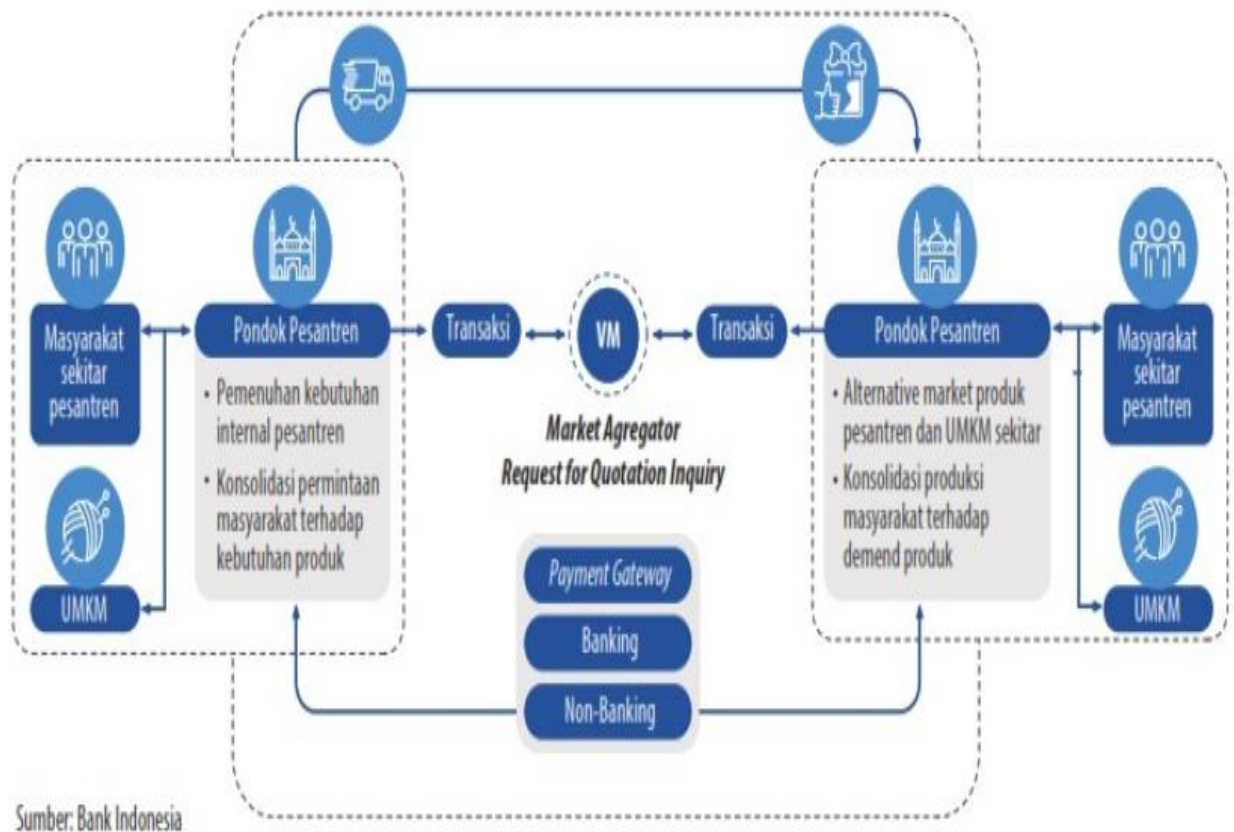 Masyarakat
sekitar
pesantren
UMKM
Pondok Pesantren
• Pemenuhan kebutuhan
internal pesantren
• Konsolidasi permintaan
masyarakat terhadap
kebutuhan produk
Transaksi
VM
Transaksi
Market Agregator
Request for Quotation Inquiry
Payment Gateway
Banking
Non-Banking
Pondok Pesantren
• Alternative market produk
pesantren dan UMKM sekitar
• Konsolidasi produksi
masyarakat terhadap
demend produk
Masyarakat
sekitar
pesantren
UMKM
Sumber: Bank Indonesia